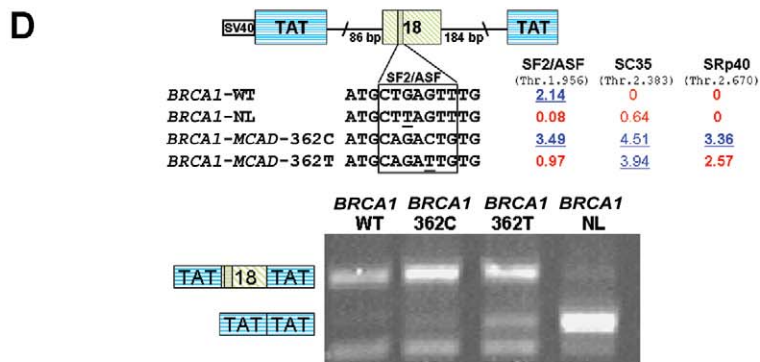 D
SV40 TAT 18 TAT
86 bp 184 bp
SF2/ASF SC35 SRp40
(Thr.1.956) (Thr.2.383) (Thr.2.670)
SF2/ASF
BRCA1-WT ATGCTGAGTTTG 2.14 0 0
BRCA1-NL ATGCTTAGTTTG 0.08 0.64 0
BRCA1-MCAD-362C ATGCAGACTGTG 3.49 4.51 3.36
BRCA1-MCAD-362T ATGCAGATTGTG 0.97 3.94 2.57
BRCA1 BRCA1 BRCA1 BRCA1
WT 362C 362T NL
TAT 18 TAT
TAT TAT